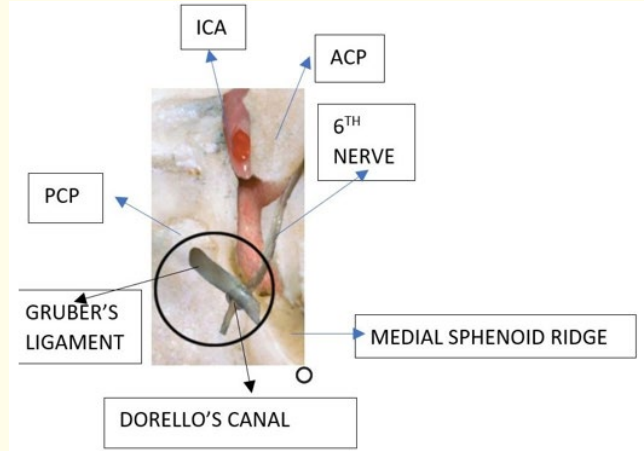 ICA
ACP
6TH
NERVE
PCP
GRUBER'S
LIGAMENT
MEDIAL SPHENOID RIDGE
DORELLO'S CANAL